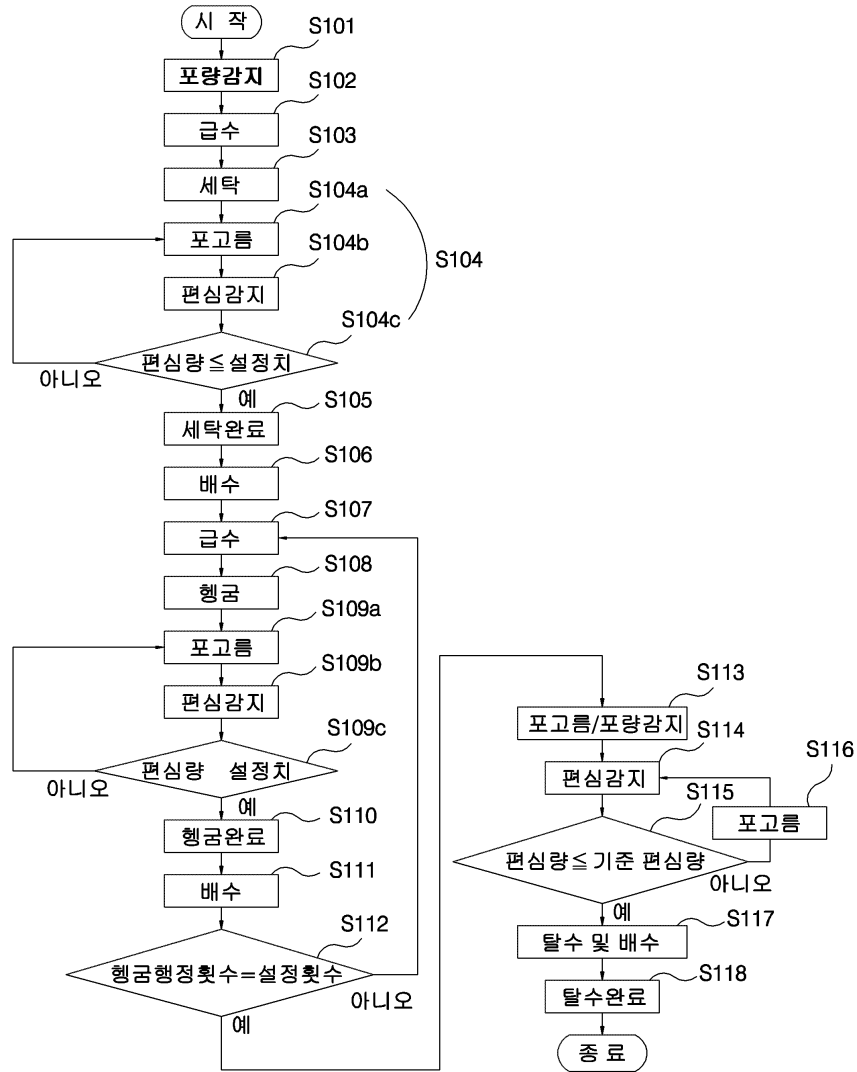 시 작
S101
포량감지
S102
급수
S103
세탁
S104a
포고름
S104b
편심감지
S104
S104c
편심량≦설정치
아니오
예
S105
세탁완료
S106
배수
S107
급수
S108
헹굼
S109a
포고름
S109b
편심감지
S109c
편심량 설정치
아니오
예
S110
헹굼완료
S111
배수
S112
헹굼행정횟수=설정횟수
아니오
예
S113
포고름/포량감지
S114
편심감지
S116
포고름
S115
편심량≦기준 편심량
아니오
예
S117
탈수 및 배수
S118
탈수완료
종 료